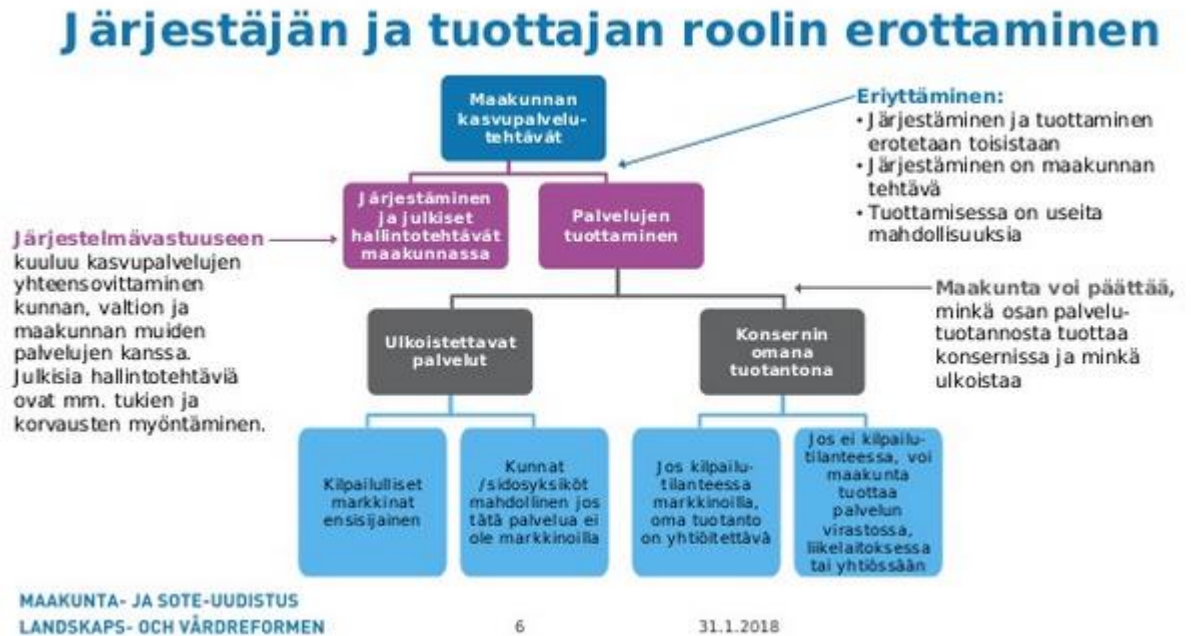 Järjestäjän ja tuottajan roolin erottaminen
Maakunnan
kasvupalvelu-
tehtävät
Eriyttäminen:
• Järjestäminen ja tuottaminen
erotetaan toisistaan
• Järjestäminen on maakunnan
tehtävä
• Tuottamisessa on useita
mahdollisuuksia
Järjestäminen
ja julkiset
hallintotehtävät
maakunnassa
Palvelujen
tuottaminen
Järjestelmävastuuseen
kuuluu kasvupalvelujen
yhteensovittaminen
kunnan, valtion ja
maakunnan muiden
palvelujen kanssa.
Julkisia hallintotehtäviä
ovat mm. tukien ja
korvausten myöntäminen.
Maakunta voi päättää,
minkä osan palvelu-
tuotannosta tuottaa
konsernissa ja minkä
ulkoistaa
Ulkoistettavat
palvelut
Konsernin
omana
tuotantona
Kilpailulliset
markkinat
ensisijainen
Kunnat
/sidosyksiköt
mahdollinen jos
tätä palvelua ei
ole markkinoilla
Jos kilpailu-
tilanteessa
markkinoilla,
oma tuotanto
on yhtiöitettävä
Jos ei kilpailu-
tilanteessa, voi
maakunta
tuottaa
palvelun
virastossa,
liikelaitoksessa
tai yhtiössään
MAAKUNTA- JA SOTE-UUDISTUS
LANDSKAPS- OCH VÅRDREFORMEN
6
31.1.2018